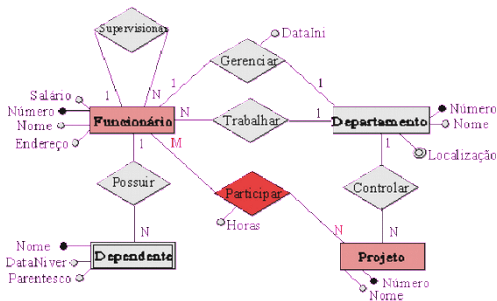 Supervisionar
DataIni
Gerenciar
1 N 1 1
Salário
Número
Nome
Endereço
Funcionário
N Trabalhar 1
Departamento
Número
Nome
Localização
1 M 1
Possuir
Participar
Horas
Controlar
N N N
Nome
DataNiver
Parentesco
Dependente
Projeto
Número
Nome